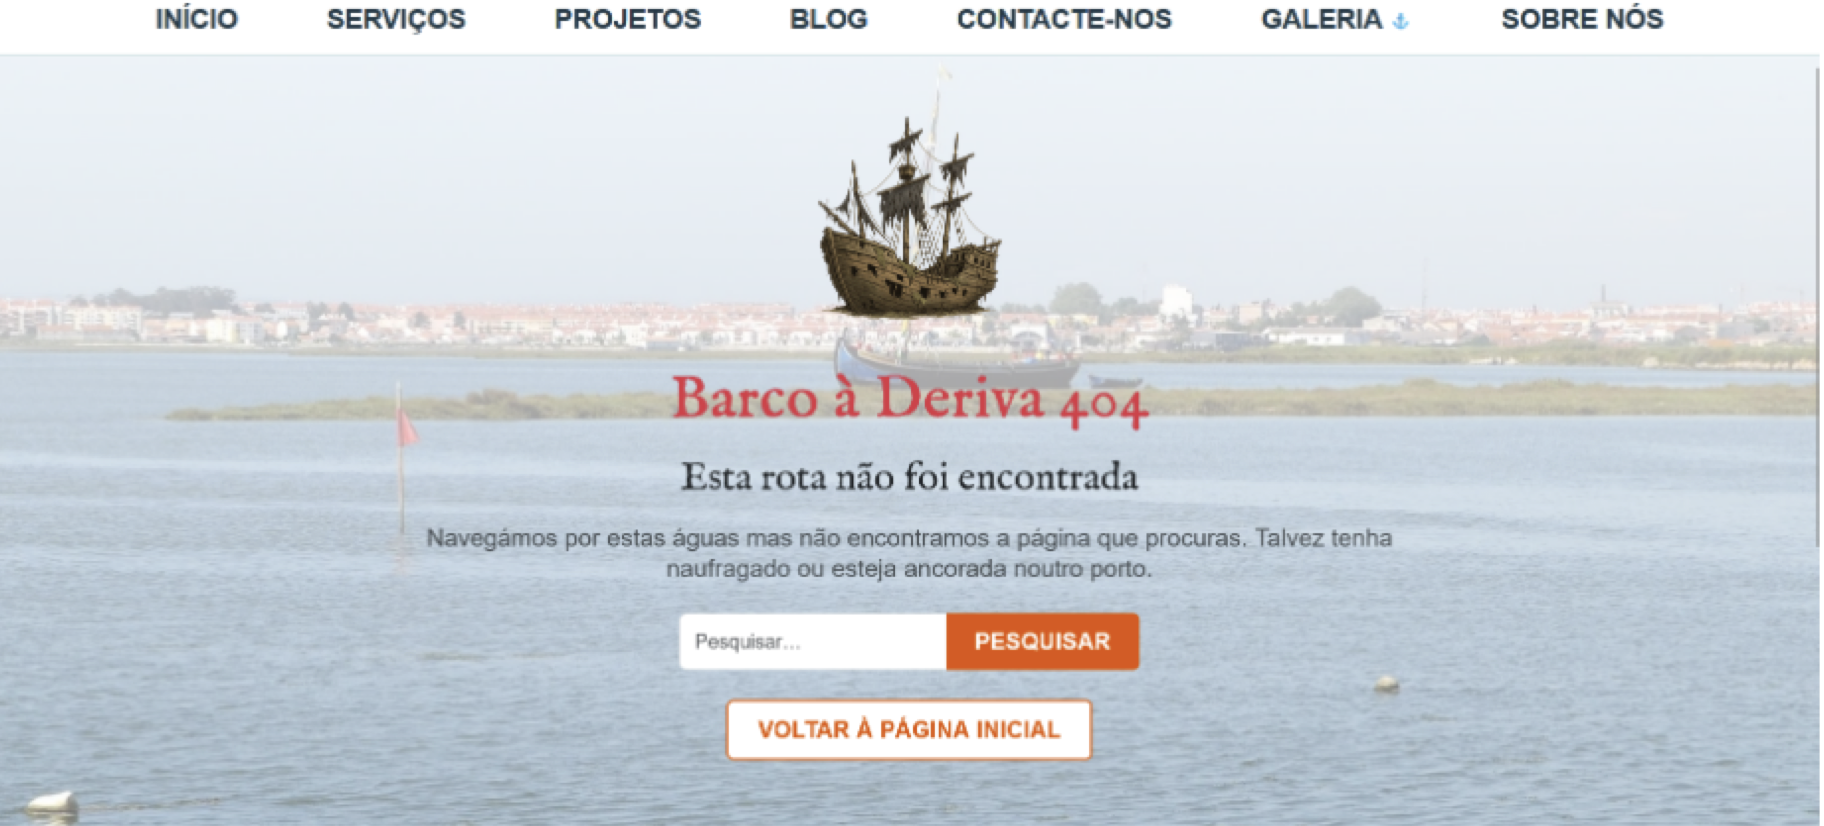 INÍCIO SERVIÇOS PROJETOS BLOG CONTACTE-NOS GALERIA SOBRE NÓS
Barco à Deriva 404
Esta rota não foi encontrada
Navegámos por estas águas mas não encontramos a página que procuras. Talvez tenha
naufragado ou esteja ancorada noutro porto.
Pesquisar... PESQUISAR
VOLTAR À PÁGINA INICIAL